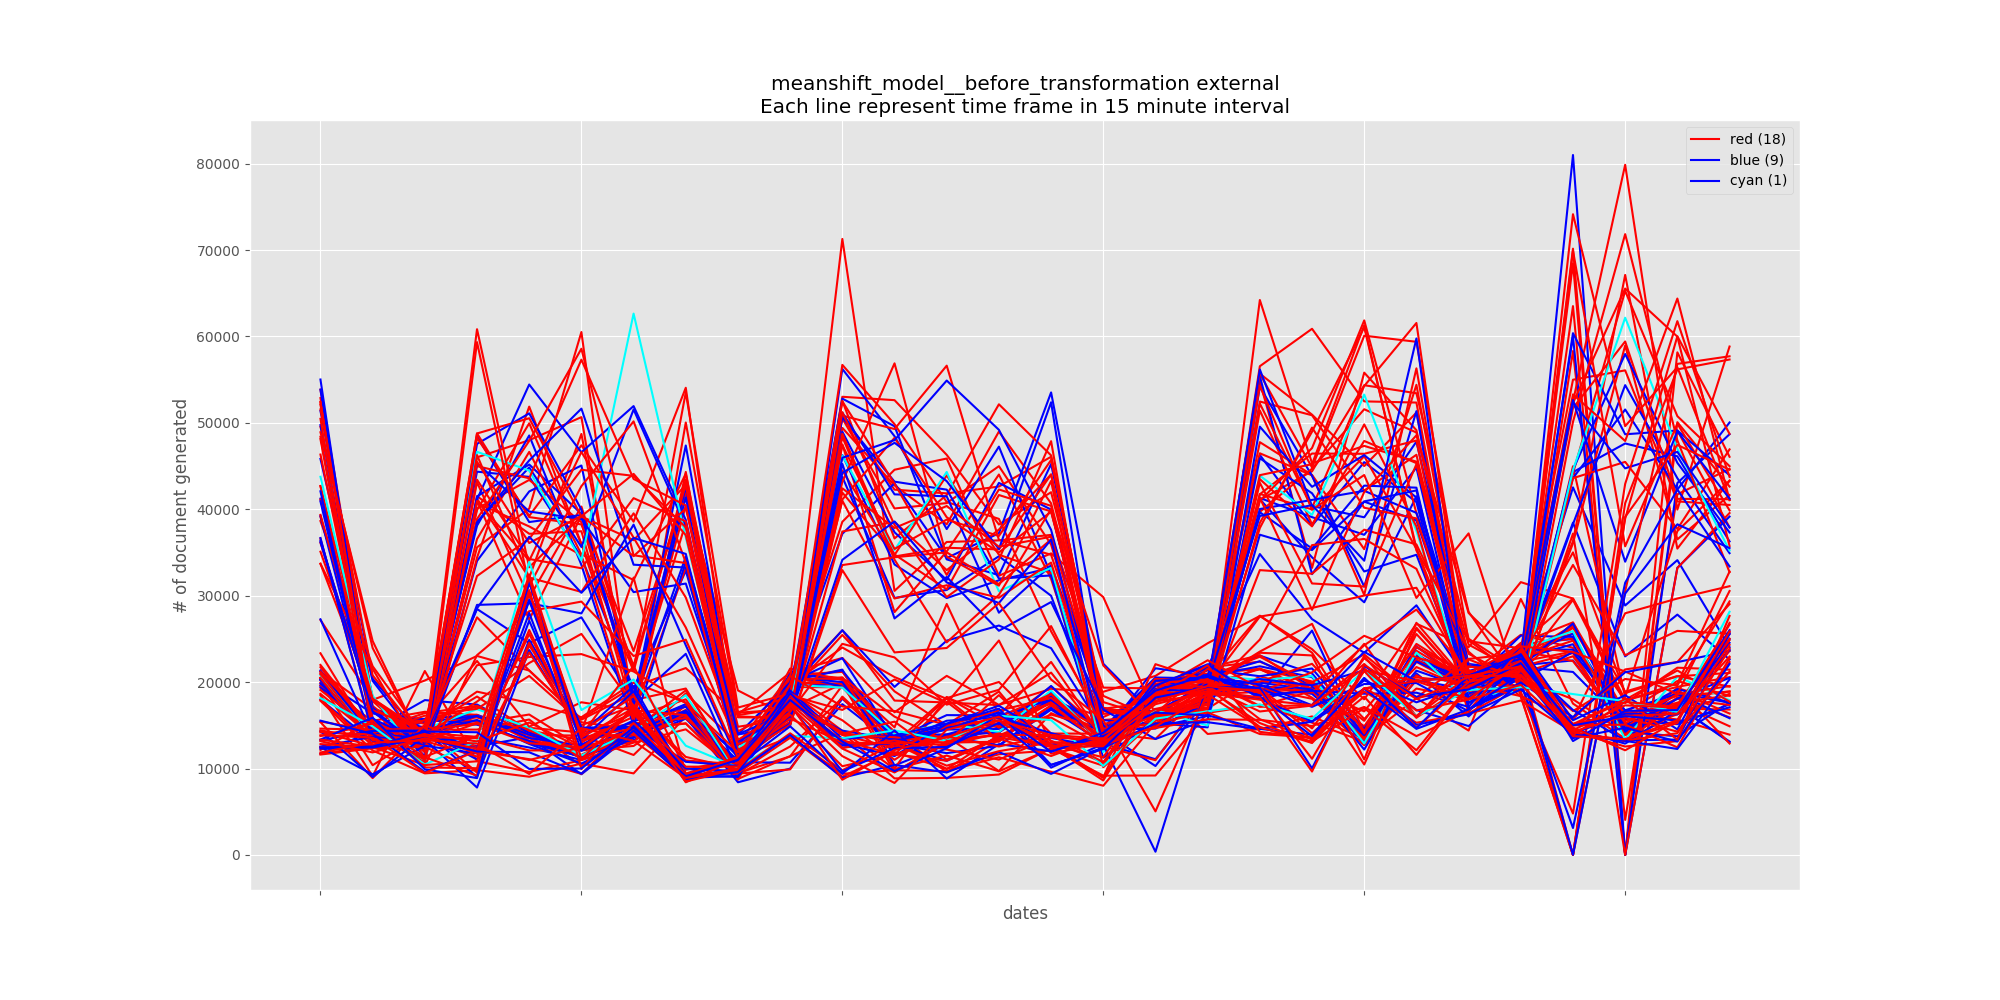 meanshift_model__before_transformation external
Each line represent time frame in 15 minute interval
red (18)
blue (9)
cyan (1)
80000
70000
60000
50000
40000
30000
20000
10000
0
# of document generated
dates